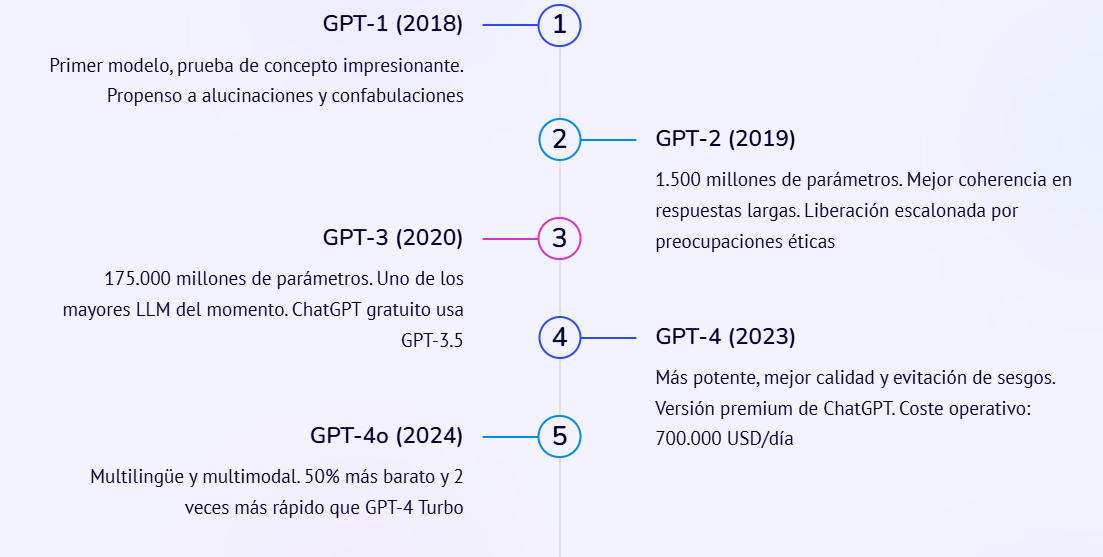 GPT-1 (2018)
1
Primer modelo, prueba de concepto impresionante.
Propenso a alucinaciones y confabulaciones
2
GPT-2 (2019)
1.500 millones de parámetros. Mejor coherencia en
respuestas largas. Liberación escalonada por
preocupaciones éticas
GPT-3 (2020)
3
175.000 millones de parámetros. Uno de los
mayores LLM del momento. ChatGPT gratuito usa
GPT-3.5
4
GPT-4 (2023)
Más potente, mejor calidad y evitación de sesgos.
Versión premium de ChatGPT. Coste operativo:
700.000 USD/día
GPT-4o (2024)
5
Multilingüe y multimodal. 50% más barato y 2
veces más rápido que GPT-4 Turbo